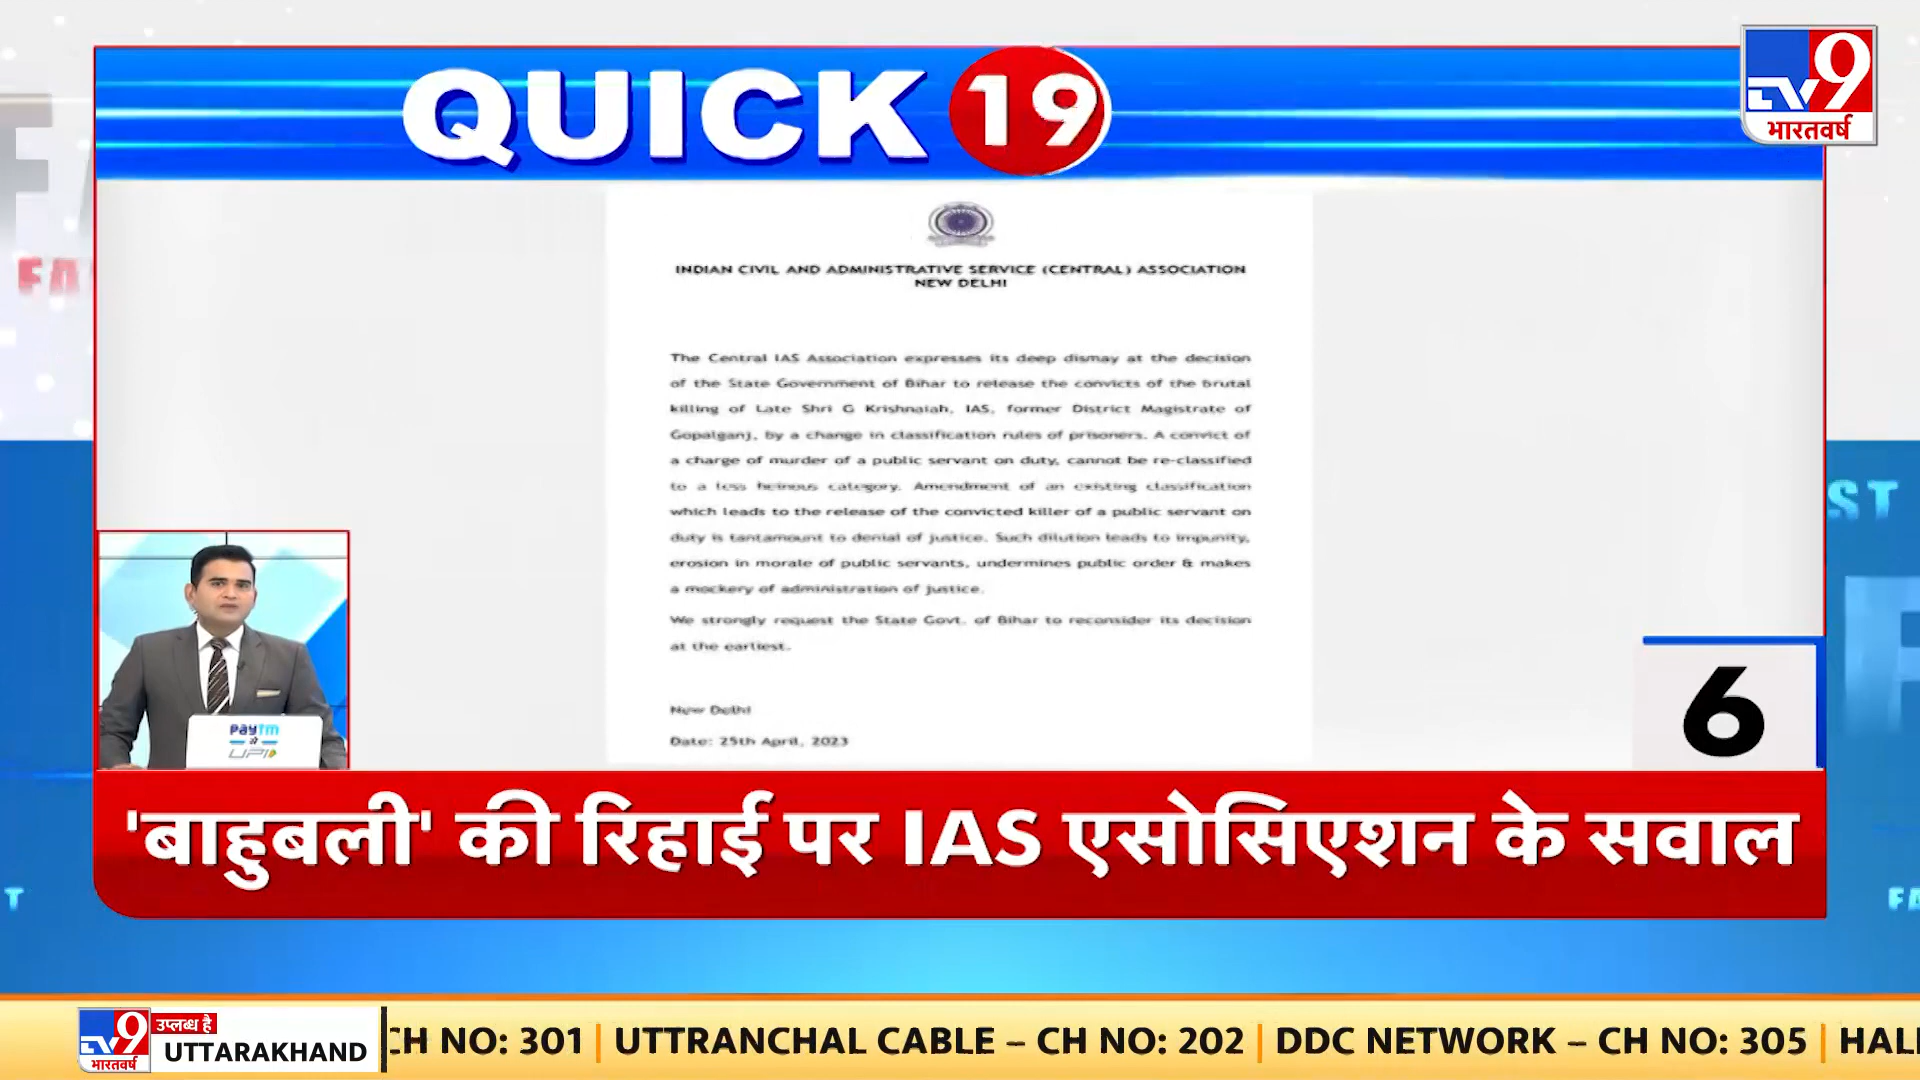 QUICK 19
TV9
भारतवर्ष
INDIAN CIVIL AND ADMINISTRATIVE SERVICE (CENTRAL) ASSOCIATION
NEW DELHI
The Central IAS Association expresses its deep dismay at the decision
of the State Government of Bihar to release the convicts of the brutal
killing of Late Shri G Krishnaiah, IAS, former District Magistrate of
Gopalganj, by a change in classification rules of prisoners. A convict of
a charge of murder of a public servant on duty, cannot be re-classified
to a less heinous category. Amendment of an existing classification
which leads to the release of the convicted killer of a public servant on
duty is tantamount to denial of justice. Such dilution leads to impunity,
erosion in morale of public servants, undermines public order & makes
a mockery of administration of justice.
We strongly request the State Govt. of Bihar to reconsider its decision
at the earliest.
New Delhi
Date: 25th April, 2023
FA
ST
paytm
से
UPI
6
'बाहुबली' की रिहाई पर IAS एसोसिएशन के सवाल
T
FA
TV9
भारतवर्ष
उपलब्ध है
UTTARAKHAND
CH NO: 301 | UTTRANCHAL CABLE – CH NO: 202 | DDC NETWORK – CH NO: 305 | HAL